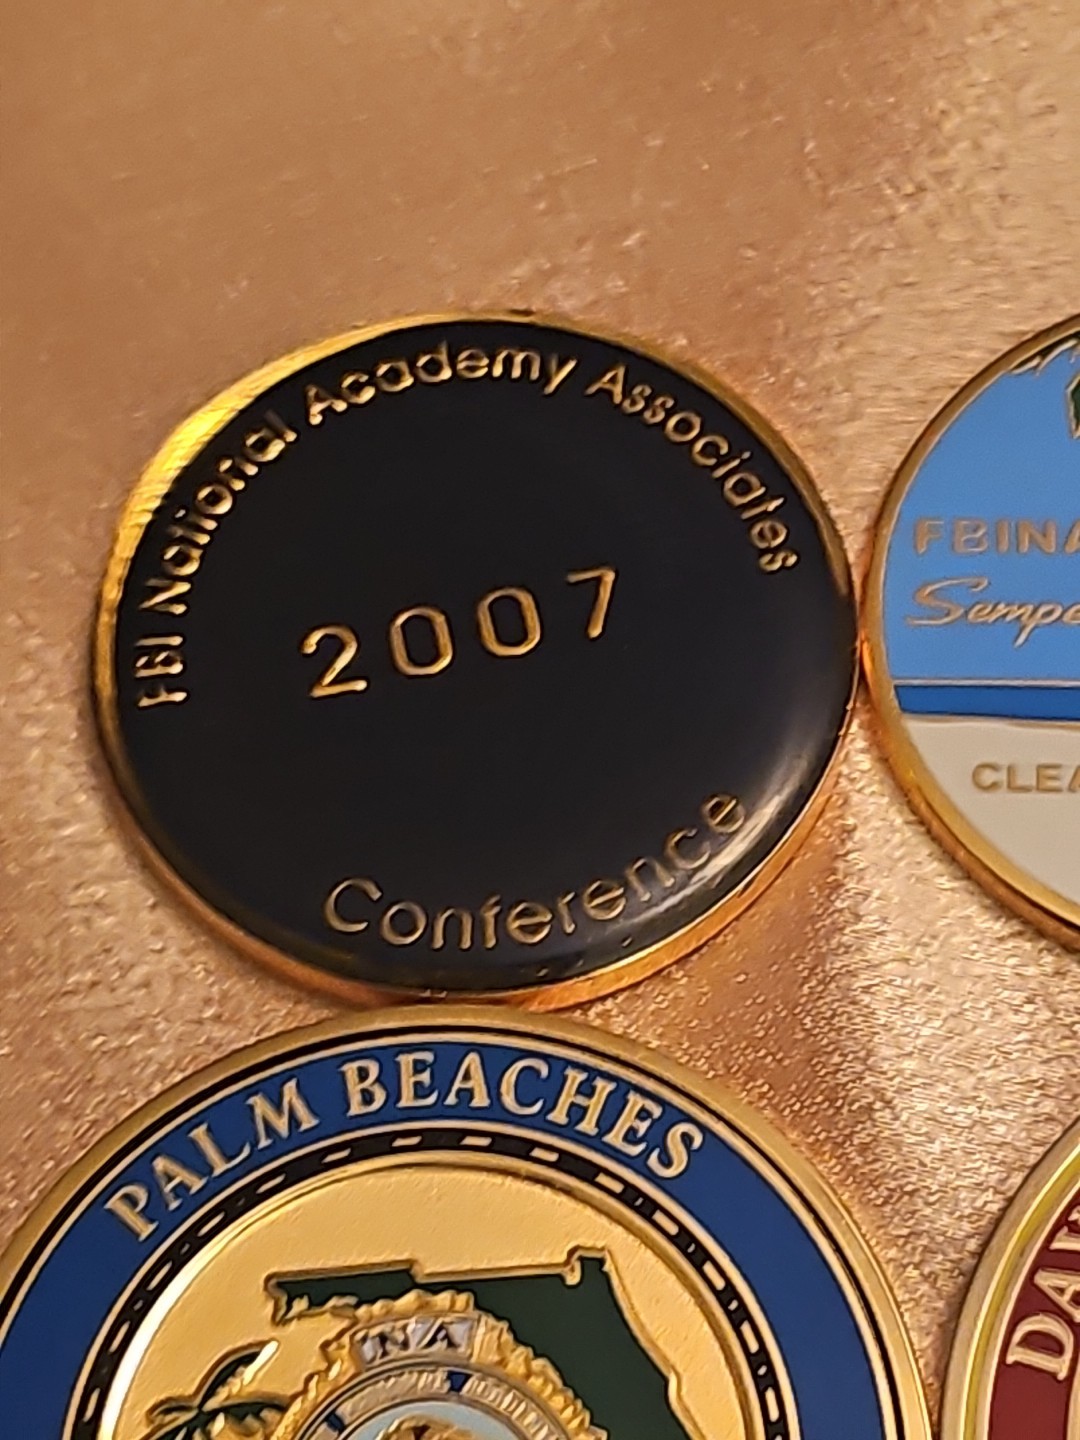 FBI National Academy Associates
2007
Conference
FBINA
CLEA
PALM BEACHES
NA